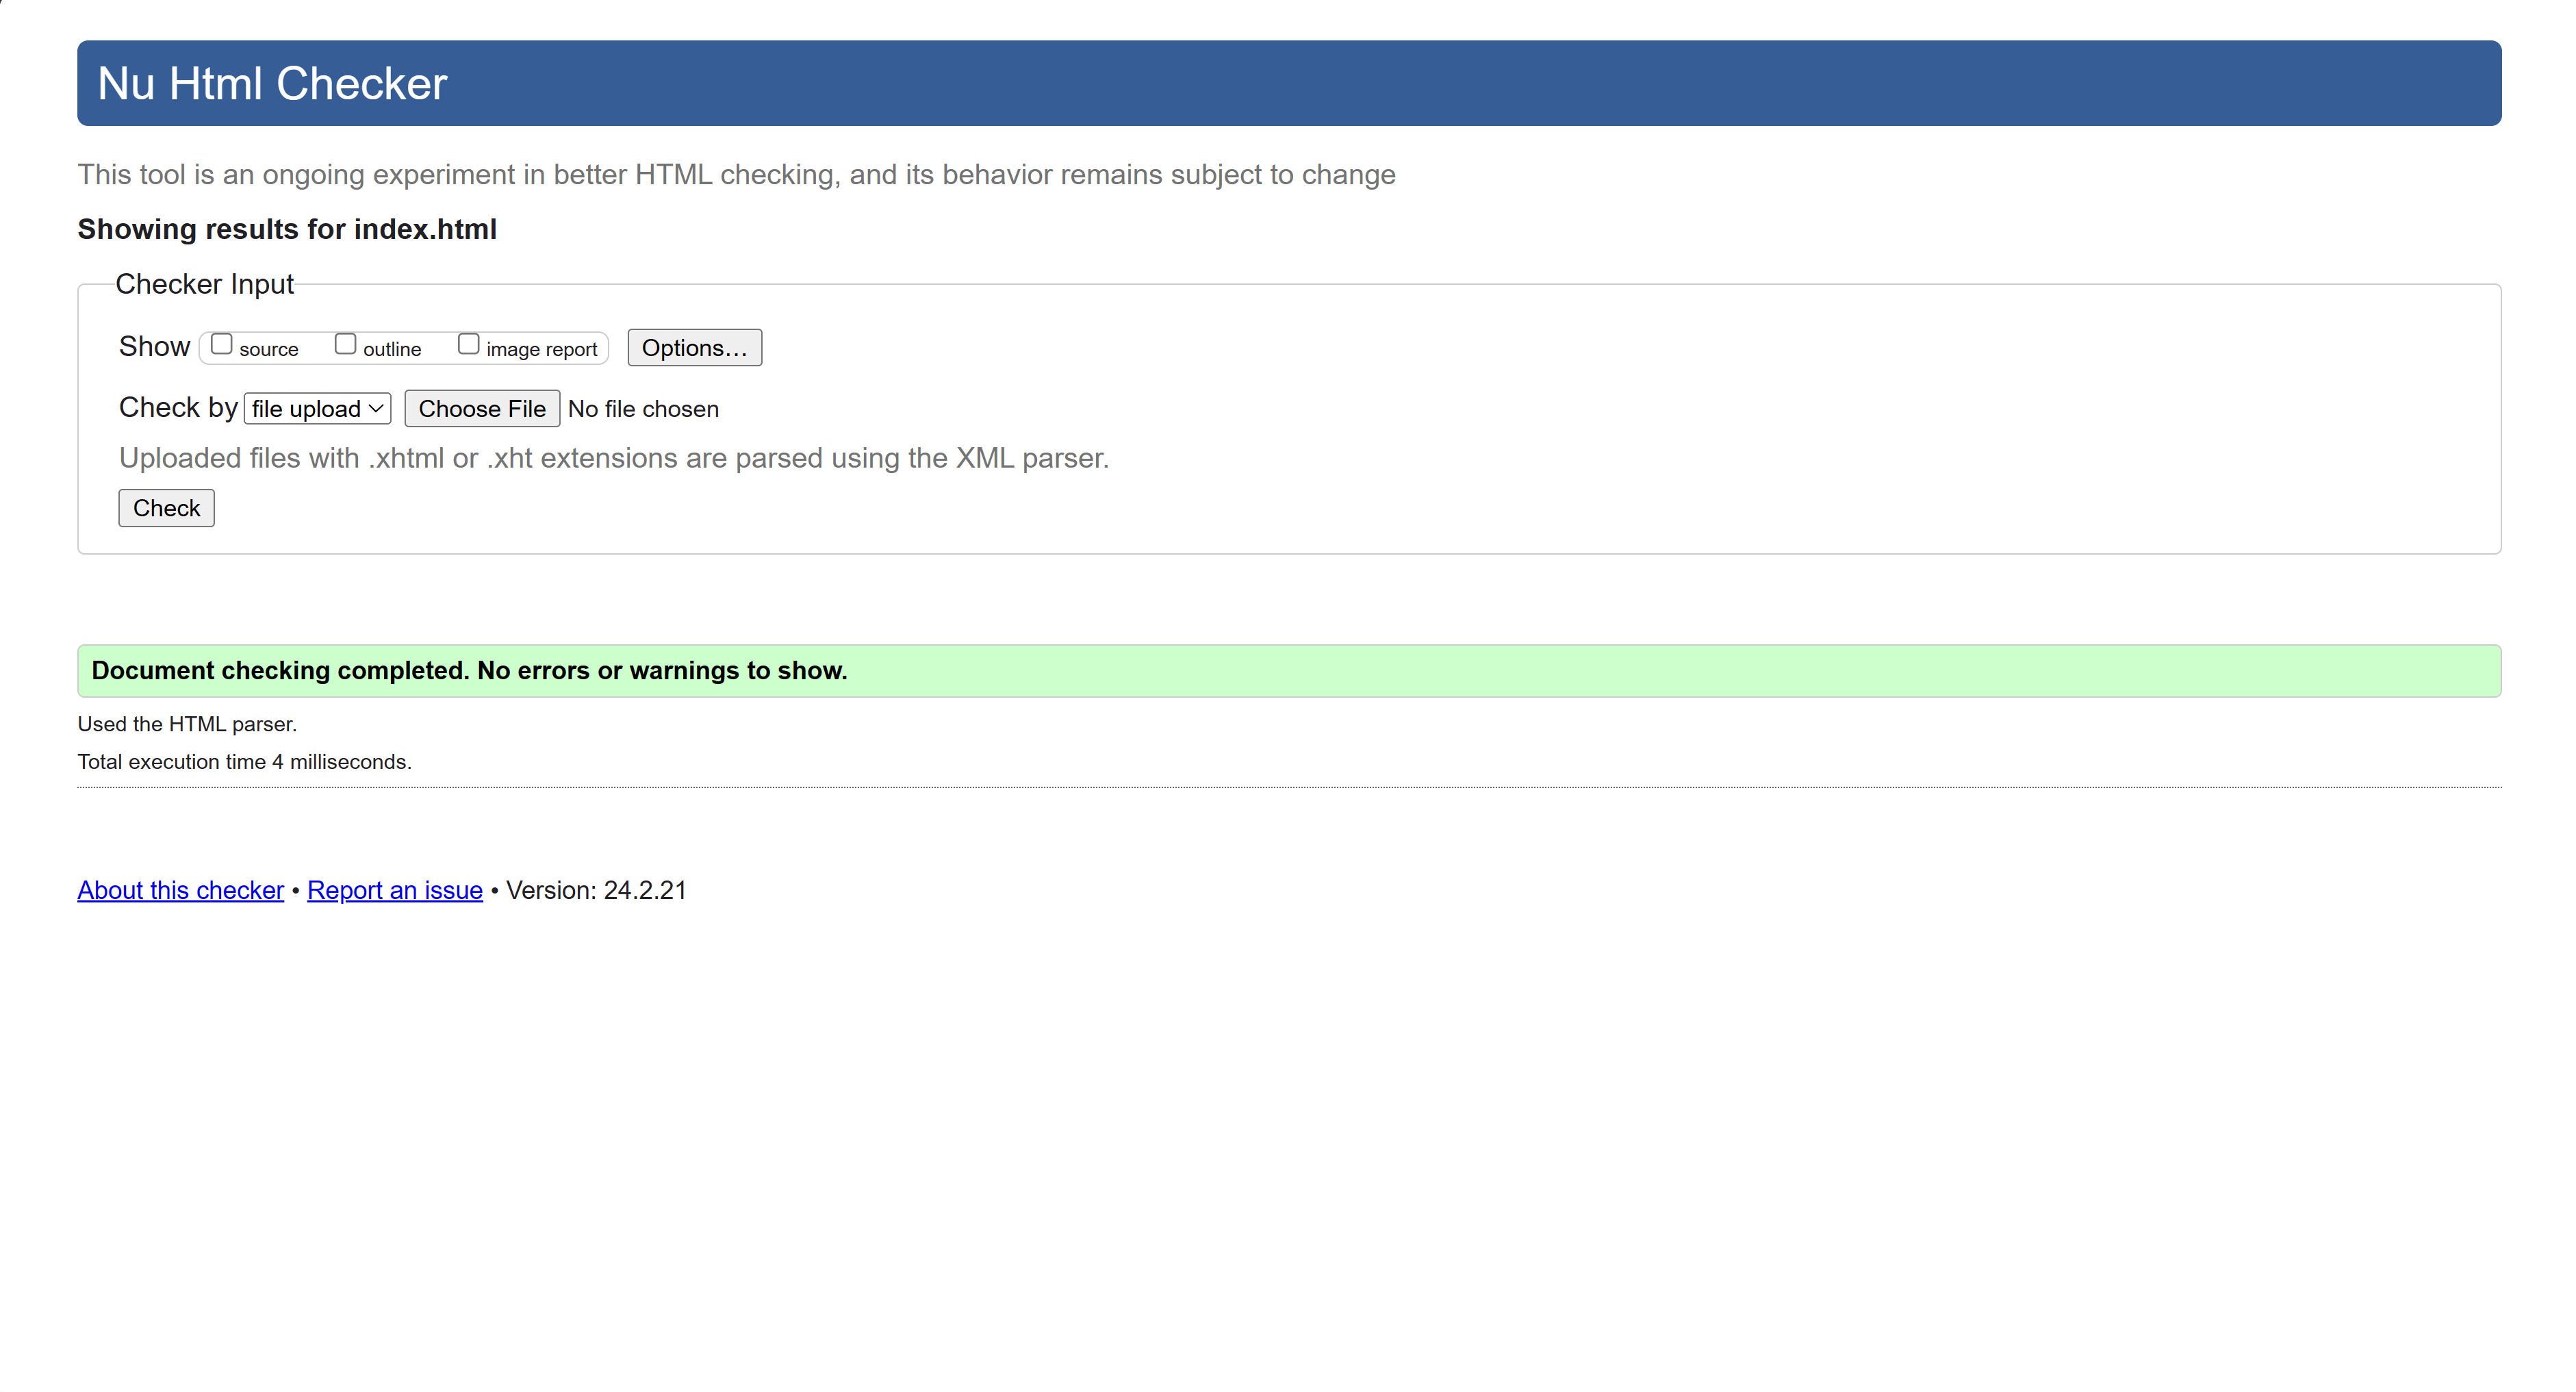 Nu Html Checker
This tool is an ongoing experiment in better HTML checking, and its behavior remains subject to change
Showing results for index.html
Checker Input
Show source outline image report Options…
Check by file upload Choose File No file chosen
Uploaded files with .xhtml or .xht extensions are parsed using the XML parser.
Check
Document checking completed. No errors or warnings to show.
Used the HTML parser.
Total execution time 4 milliseconds.
About this checker • Report an issue • Version: 24.2.21